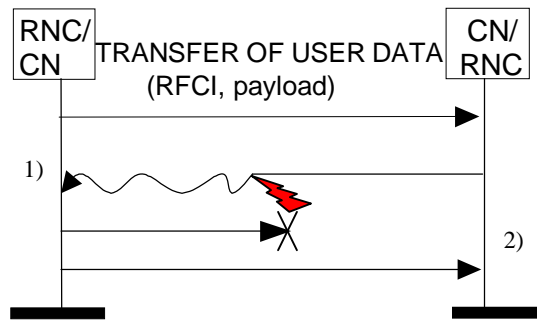 RNC/
CN
TRANSFER OF USER DATA
(RFCI, payload)
CN/
RNC
1)
2)